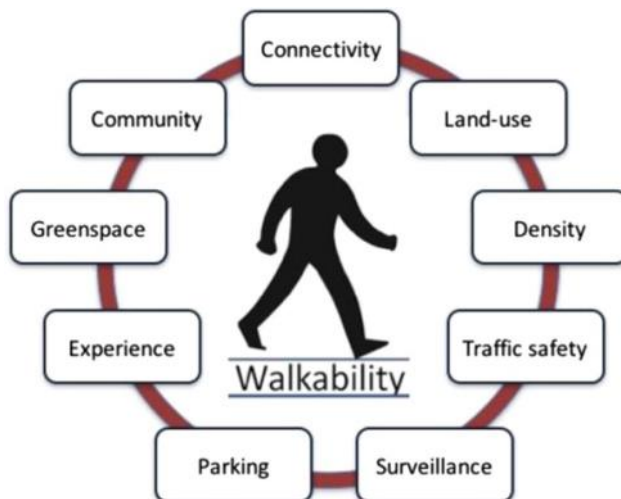 Connectivity
Land-use
Density
Traffic safety
Surveillance
Parking
Experience
Greenspace
Community
Walkability